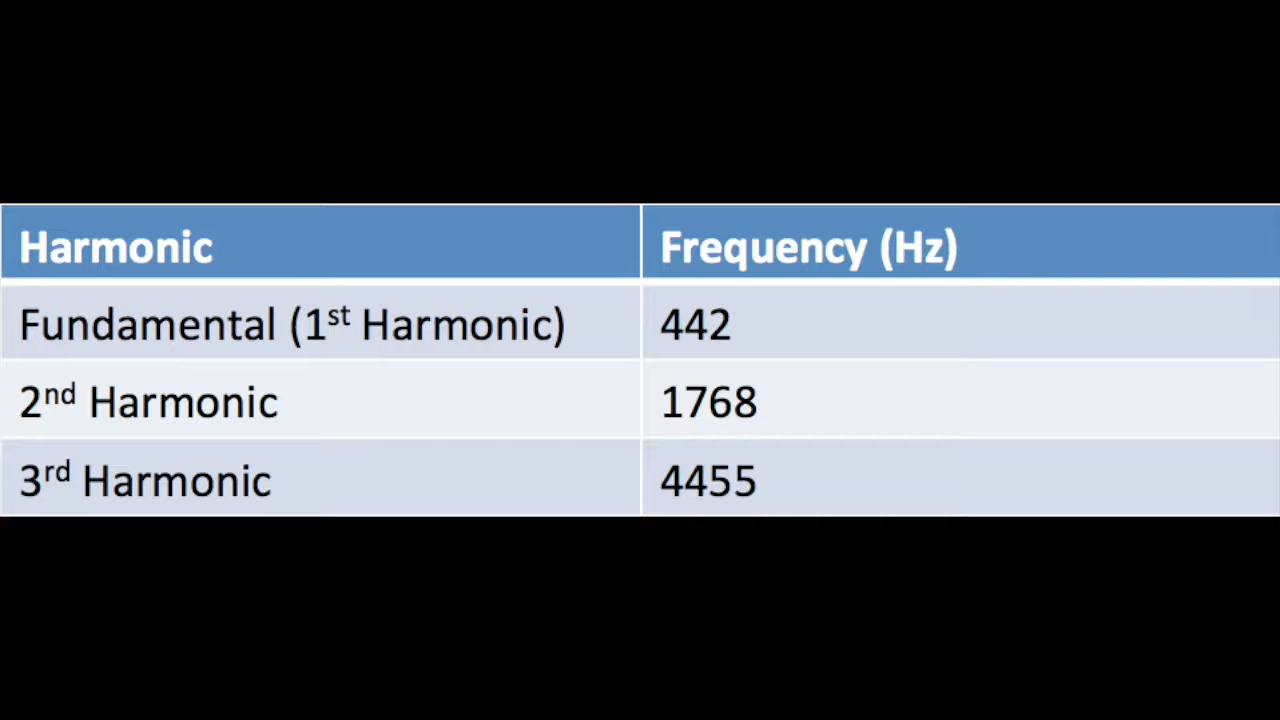 Harmonic Frequency (Hz)
Fundamental (1st Harmonic) 442
2nd Harmonic 1768
3rd Harmonic 4455